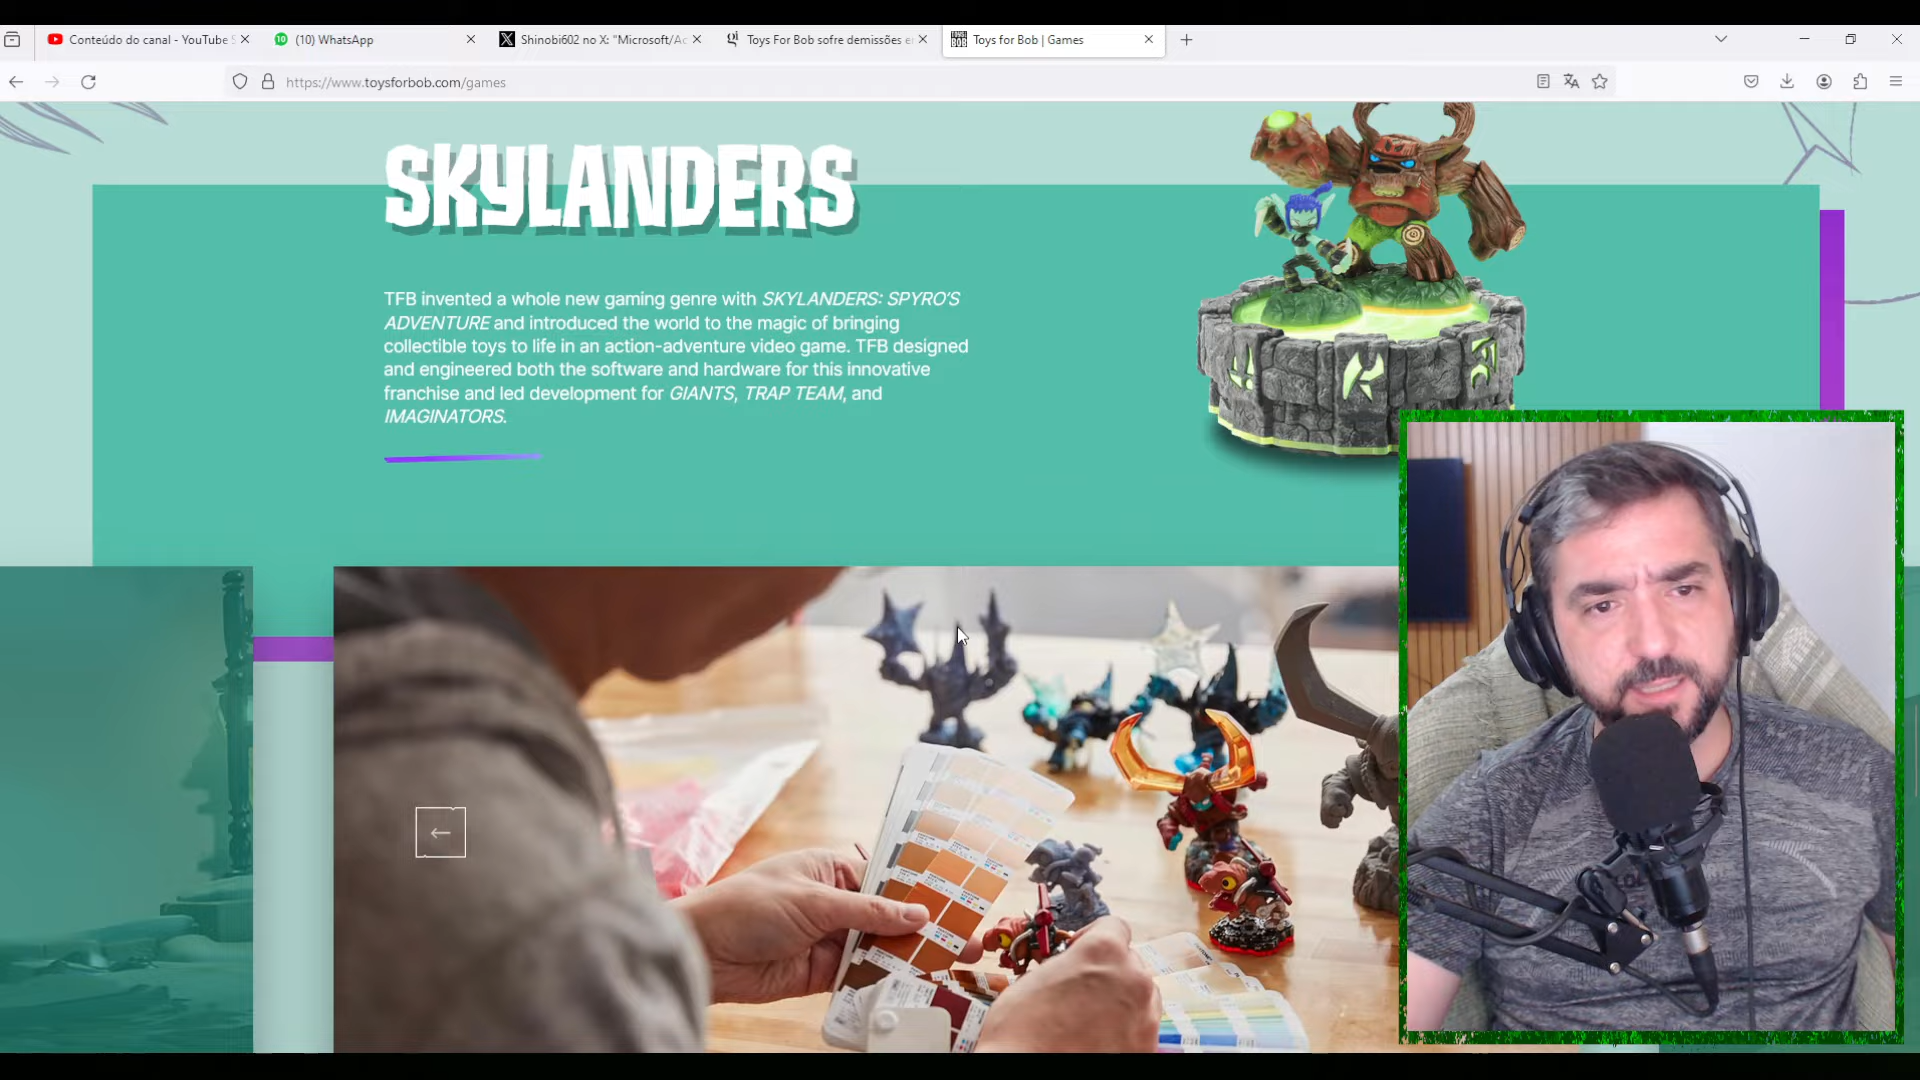 Conteúdo do canal - YouTube S
(10) WhatsApp
Shinobi602 no X: "Microsoft/Ac
Toys For Bob sofre demissões e
Toys for Bob | Games
https://www.toysforbob.com/games
SKYLANDERS
TFB invented a whole new gaming genre with SKYLANDERS: SPYRO'S
ADVENTURE and introduced the world to the magic of bringing
collectible toys to life in an action-adventure video game. TFB designed
and engineered both the software and hardware for this innovative
franchise and led development for GIANTS, TRAP TEAM, and
IMAGINATORS.